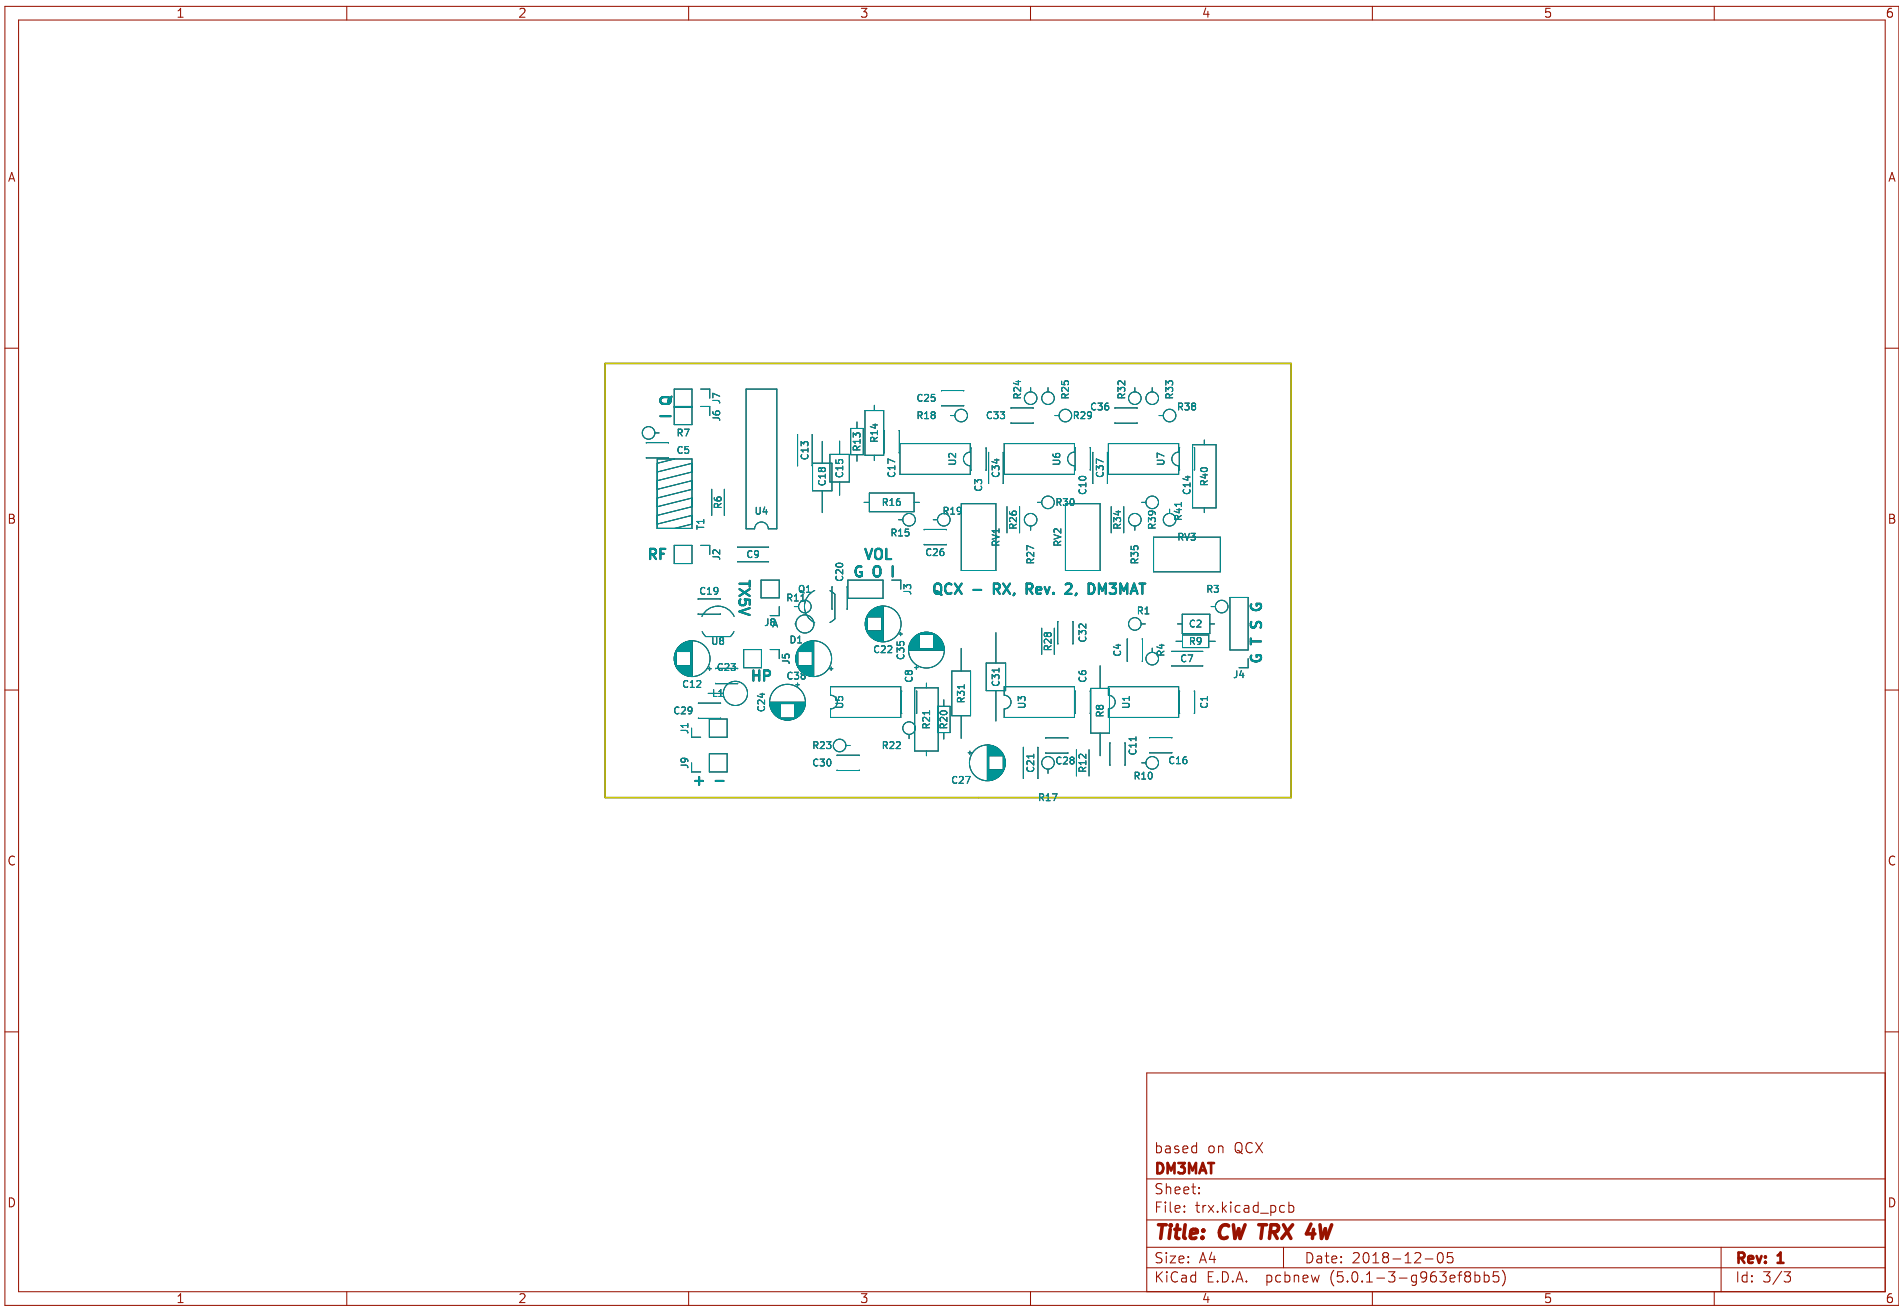 1 2 3 4 5 6
A A
B B
C C
D D
1 2 3 4 5 6
Q J7
I J6
R7
C5
T1
R6
U4
C13
C18
C15
R13
R14
C17
C25
R18
R24
R25
C33
R29
C36
R32
R33
R38
U2
C3
C34
U6
C10
C37
U7
C14
R40
R16
R15
R19
C26
RV1
R26
R27
R30
RV2
R34
R35
R39
R41
RV3
RF J2
C9
VOL
G O I
J3
C20
QCX - RX, Rev. 2, DM3MAT
TX5V
C19
U8
J8
Q1
R11
A
D1
C12
C23
L1
C29
J5
HP
C38
C24
C22
C35
C8
U5
R21
R20
R31
C31
U3
R28
C32
C6
R8
U1
C1
R1
C4
R4
C2
R9
C7
R3
G
S
T
G
J4
J1
J9
+ -
R23
C30
R22
C27
C21
C28
R12
C11
C16
R10
R17
based on QCX
DM3MAT
Sheet:
File: trx.kicad_pcb
Title: CW TRX 4W
Size: A4 Date: 2018-12-05 Rev: 1
KiCad E.D.A. pcbnew (5.0.1-3-g963ef8bb5) Id: 3/3